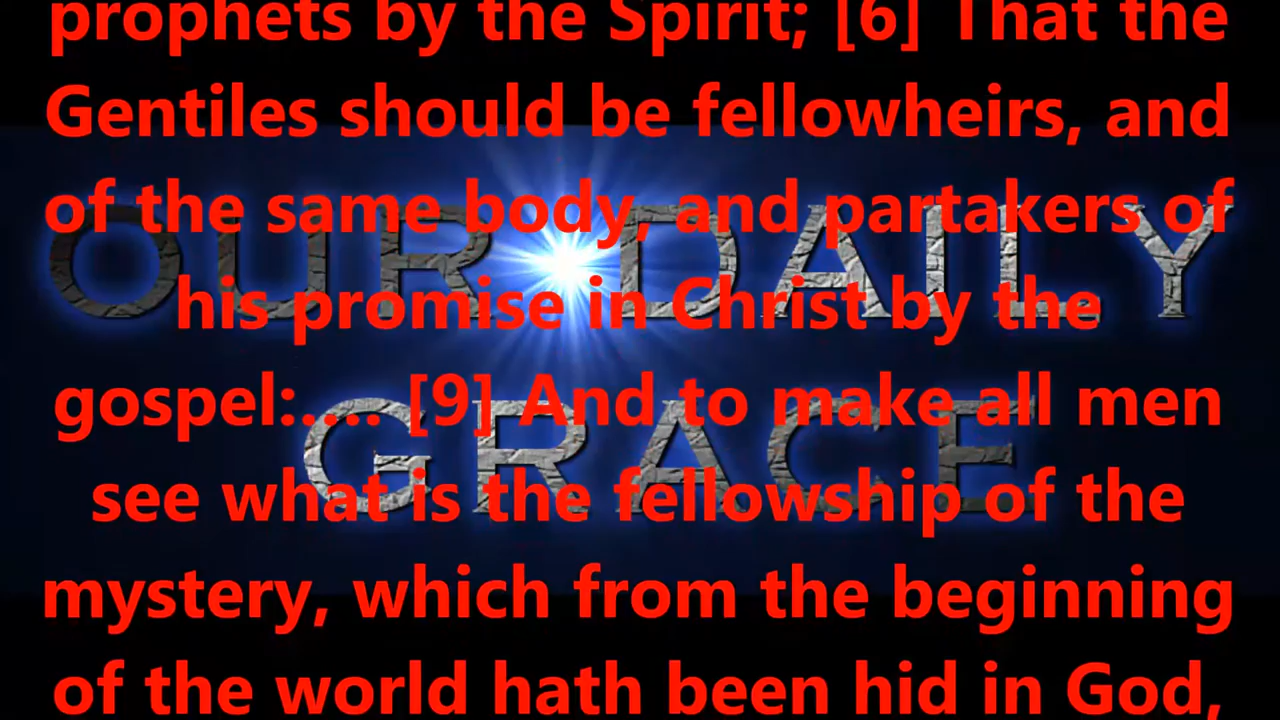 prophets by the Spirit; [6] That the
Gentiles should be fellowheirs, and
of the same body, and partakers of
his promise in Christ by the
gospel:.... [9] And to make all men
see what is the fellowship of the
mystery, which from the beginning
of the world hath been hid in God,
OUR DAILY
GRACE